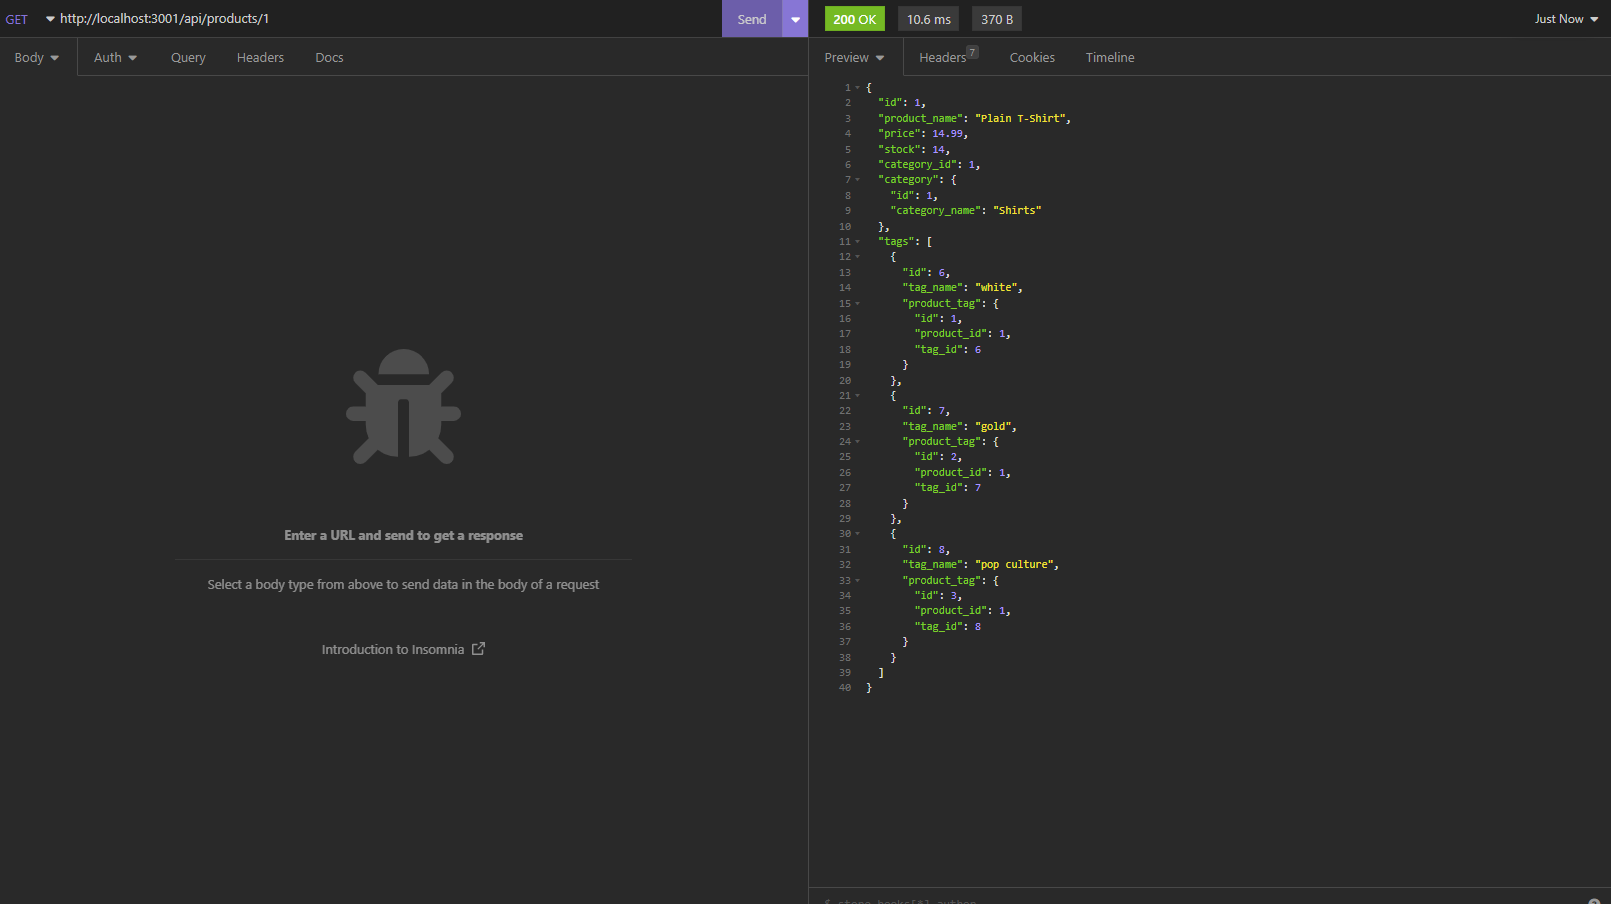 GET http://localhost:3001/api/products/1 Send
200 OK 10.6 ms 370 B Just Now
Body Auth Query Headers Docs
Preview Headers 7 Cookies Timeline
Enter a URL and send to get a response
Select a body type from above to send data in the body of a request
Introduction to Insomnia
1 {
2 "id": 1,
3 "product_name": "Plain T-Shirt",
4 "price": 14.99,
5 "stock": 14,
6 "category_id": 1,
7 "category": {
8 "id": 1,
9 "category_name": "Shirts"
10 },
11 "tags": [
12 {
13 "id": 6,
14 "tag_name": "white",
15 "product_tag": {
16 "id": 1,
17 "product_id": 1,
18 "tag_id": 6
19 }
20 },
21 {
22 "id": 7,
23 "tag_name": "gold",
24 "product_tag": {
25 "id": 2,
26 "product_id": 1,
27 "tag_id": 7
28 }
29 },
30 {
31 "id": 8,
32 "tag_name": "pop culture",
33 "product_tag": {
34 "id": 3,
35 "product_id": 1,
36 "tag_id": 8
37 }
38 }
39 ]
40 }